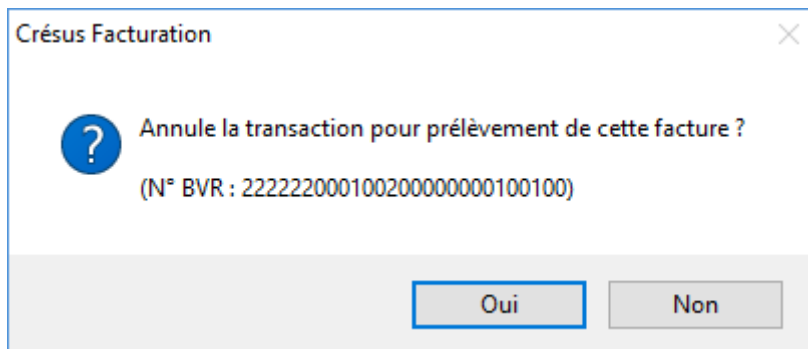 Crésus Facturation
Annule la transaction pour prélèvement de cette facture ?
(N° BVR : 222222000100200000000100100)
Oui
Non